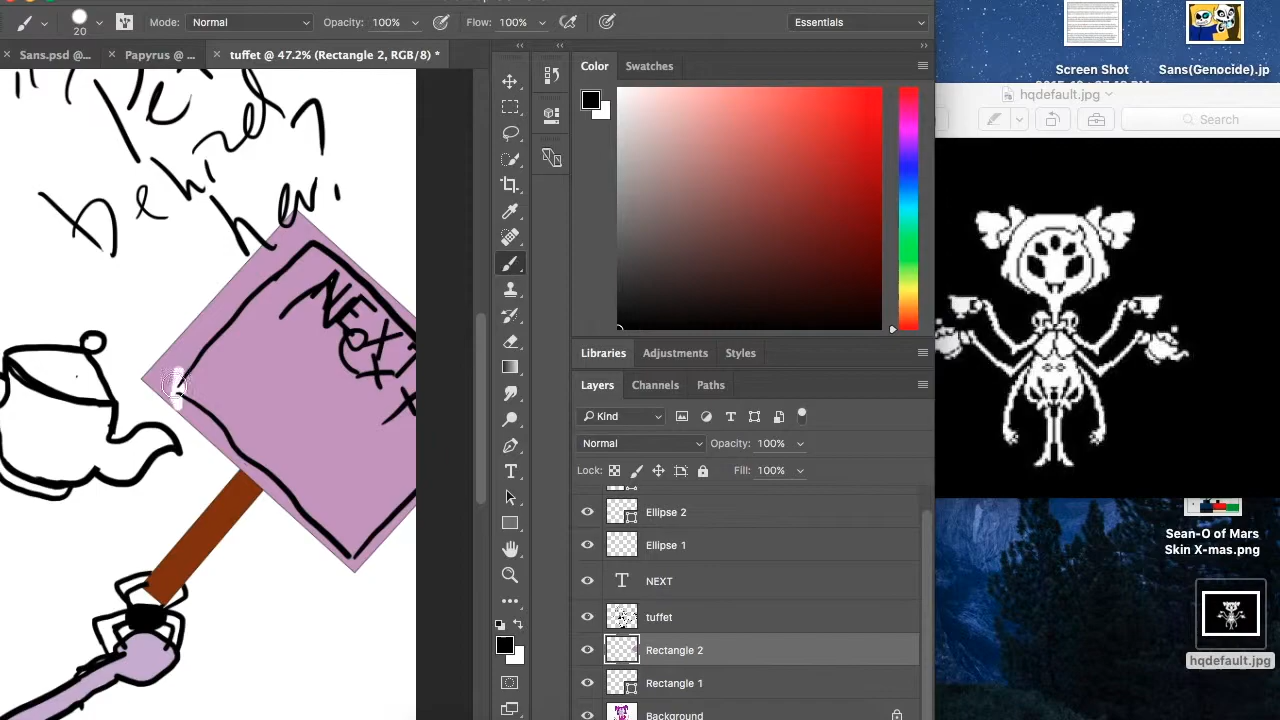 20
Mode:
Normal
Opacity:
100%
Flow:
100%
Essentials
Sans.psd @...
Papyrus @ ...
tuffet @ 47.2% (Rectangle 2, RGB/8) *
behind
her.
NEXT
Color
Swatches
Libraries
Adjustments
Styles
Layers
Channels
Paths
Kind
Normal
Opacity:
100%
Lock:
Fill:
100%
Ellipse 2
Ellipse 1
T
NEXT
tuffet
Rectangle 2
Rectangle 1
Background
Screen Shot
Sans(Genocide).jp
hqdefault.jpg
Search
Sean-O of Mars
Skin X-mas.png
hqdefault.jpg